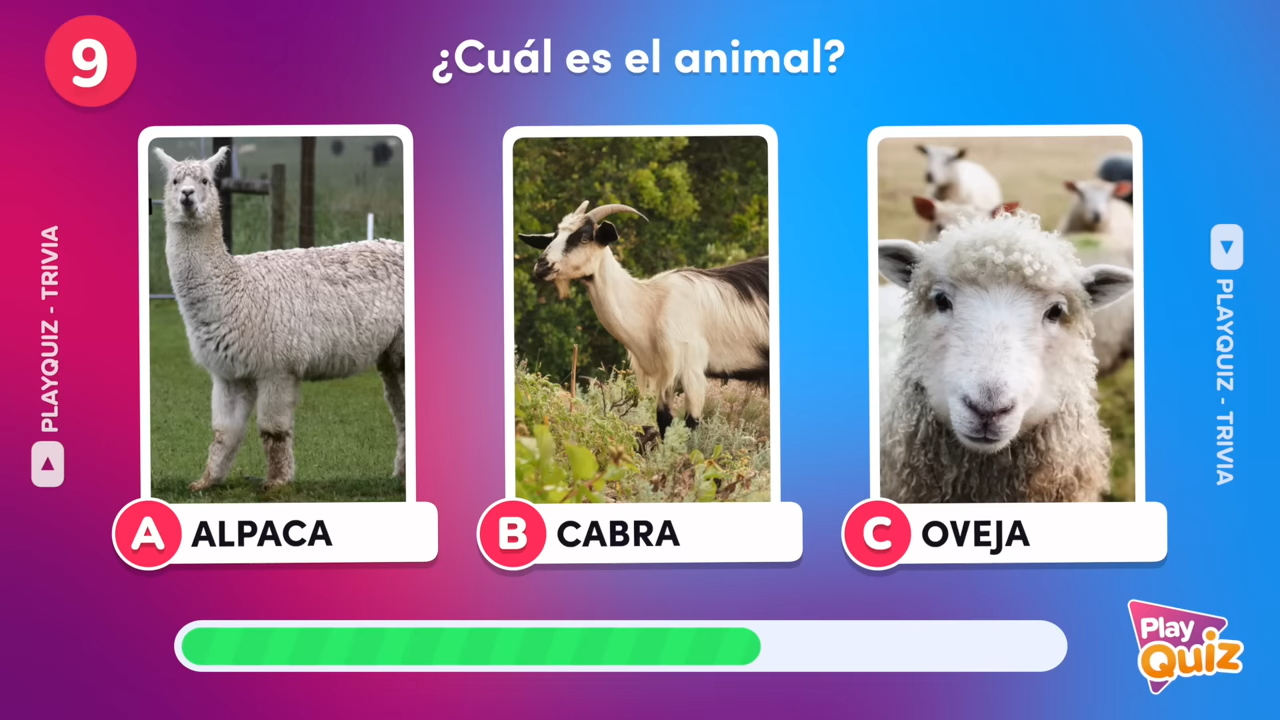 9
¿Cuál es el animal?
PLAYQUIZ - TRIVIA
PLAYQUIZ - TRIVIA
A ALPACA
B CABRA
C OVEJA
Play
Quiz